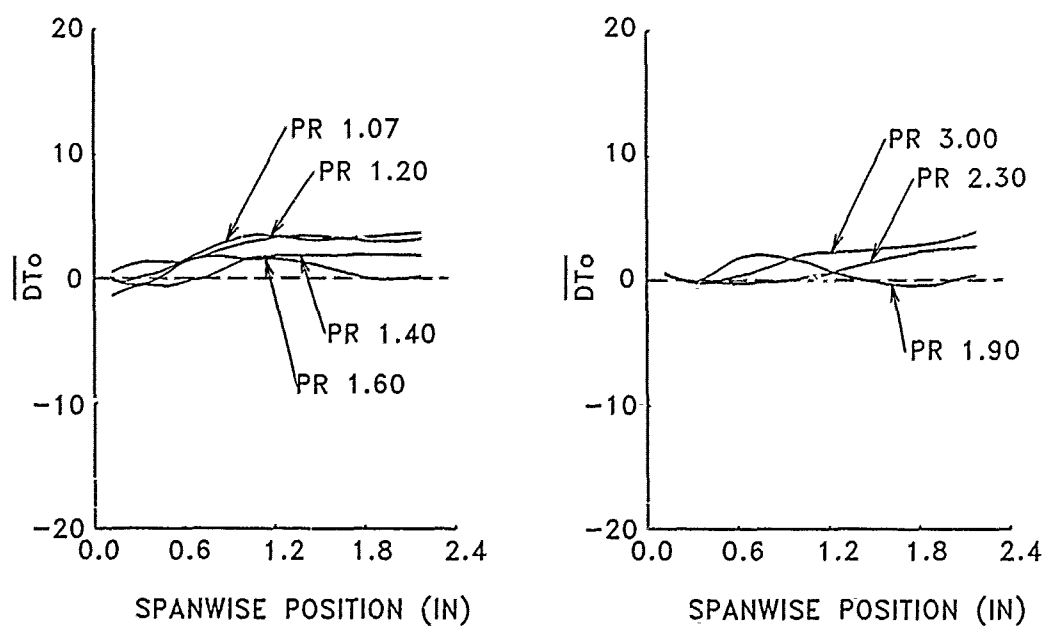 20
10
0
-10
-20
DTo
PR 1.07
PR 1.20
PR 1.40
PR 1.60
0.0 0.6 1.2 1.8 2.4
SPANWISE POSITION (IN)
20
10
0
-10
-20
DTo
PR 3.00
PR 2.30
PR 1.90
0.0 0.6 1.2 1.8 2.4
SPANWISE POSITION (IN)